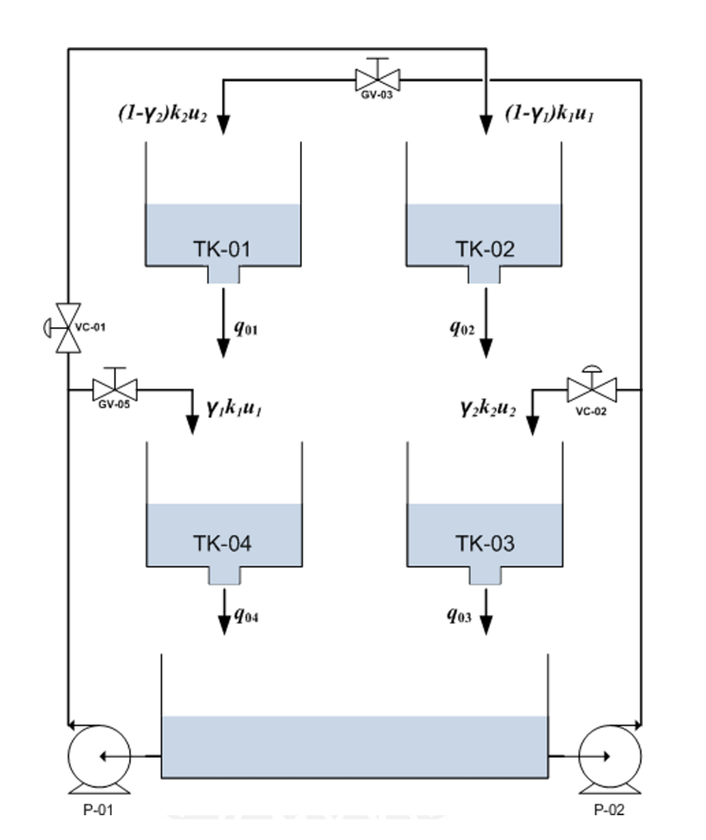 GV-03
(1-γ₂)k₂u₂
(1-γ₁)k₁u₁
TK-01
TK-02
VC-01
q₀₁
q₀₂
GV-05
γ₁k₁u₁
γ₂k₂u₂
VC-02
TK-04
TK-03
q₀₄
q₀₃
P-01
P-02